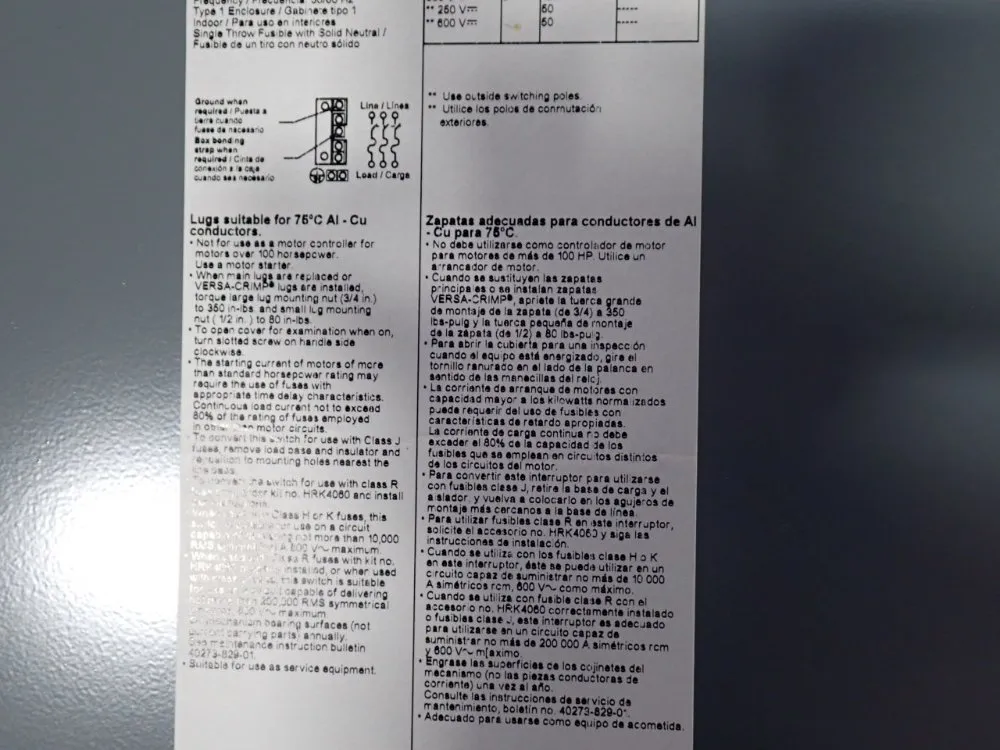 Type 1 Enclosure / Gabinete tipo 1
Indoor / Para uso en interiores
Single Throw Fusible with Solid Neutral /
Fusible de un tiro con neutro sólido
** 250 V 50 -----
** 600 V 50 -----
** Use outside switching poles.
** Utilice los polos de conmutación
exteriores.
Ground when
required / Puesta a
tierra cuando
fuese de necesario
Box bonding
strap when
required / Cinta de
conexión a la caja
cuando sea necesario
Line / Línea
Load / Carga
Lugs suitable for 75°C Al - Cu
conductors.
• Not for use as a motor controller for
motors over 100 horsepower.
Use a motor starter.
• When main lugs are replaced or
VERSA-CRIMP® lugs are installed,
torque large lug mounting nut (3/4 in.)
to 350 in-lbs. and small lug mounting
nut ( 1/2 in. ) to 80 in-lbs.
• To open cover for examination when on,
turn slotted screw on handle side
clockwise.
• The starting current of motors of more
than standard horsepower rating may
require the use of fuses with
appropriate time delay characteristics.
Continuous load current not to exceed
80% of the rating of fuses employed
in motor circuits.
• To convert this switch for use with Class J
fuses, remove load base and insulator and
to mounting holes nearest the
switch for use with class R
kit no. HRK4060 and install
Class H or K fuses, this
use on a circuit
not more than 10,000
RMS A 600 V~ maximum.
R fuses with kit no.
installed, or when used
this switch is suitable
capable of delivering
200,000 RMS symmetrical
maximum
bearing surfaces (not
carrying parts) annually.
maintenance instruction bulletin
40273-829-01.
• Suitable for use as service equipment.
Zapatas adecuadas para conductores de Al
- Cu para 75°C.
• No debe utilizarse como controlador de motor
para motores de más de 100 HP. Utilice un
arrancador de motor.
• Cuando se sustituyen las zapatas
principales o se instalan zapatas
VERSA-CRIMP®, apriete la tuerca grande
de montaje de la zapata (de 3/4) a 350
lbs-pulg y la tuerca pequeña de montaje
de la zapata (de 1/2) a 80 lbs-pulg.
• Para abrir la cubierta para una inspección
cuando el equipo está energizado, gire el
tornillo ranurado en el lado de la palanca en
sentido de las manecillas del reloj.
• La corriente de arranque de motores con
capacidad mayor a los kilowatts normalizados
puede requerir del uso de fusibles con
características de retardo apropiadas.
La corriente de carga continua no debe
exceder el 80% de la capacidad de los
fusibles que se emplean en circuitos distintos
de los circuitos del motor.
• Para convertir este interruptor para utilizarse
con fusibles clase J, retire la base de carga y el
aislador, y vuelva a colocarlo en los agujeros de
montaje más cercanos a la base de línea.
• Para utilizar fusibles clase R en este interruptor,
solicite el accesorio no. HRK4060 y siga las
instrucciones de instalación.
• Cuando se utiliza con los fusibles clase H o K
en este interruptor, éste se puede utilizar en un
circuito capaz de suministrar no más de 10 000
A simétricos rcm, 600 V~ como máximo.
• Cuando se utiliza con fusible clase R con el
accesorio no. HRK4060 correctamente instalado
o fusibles clase J, este interruptor es adecuado
para utilizarse en un circuito capaz de
suministrar no más de 200 000 A simétricos rcm
y 600 V~ m[aximo.
• Engrase las superficies de los cojinetes del
mecanismo (no las piezas conductoras de
corriente) una vez al año.
Consulte las instrucciones de servicio de
mantenimiento, boletín no. 40273-829-01.
• Adecuado para usarse como equipo de acometida.